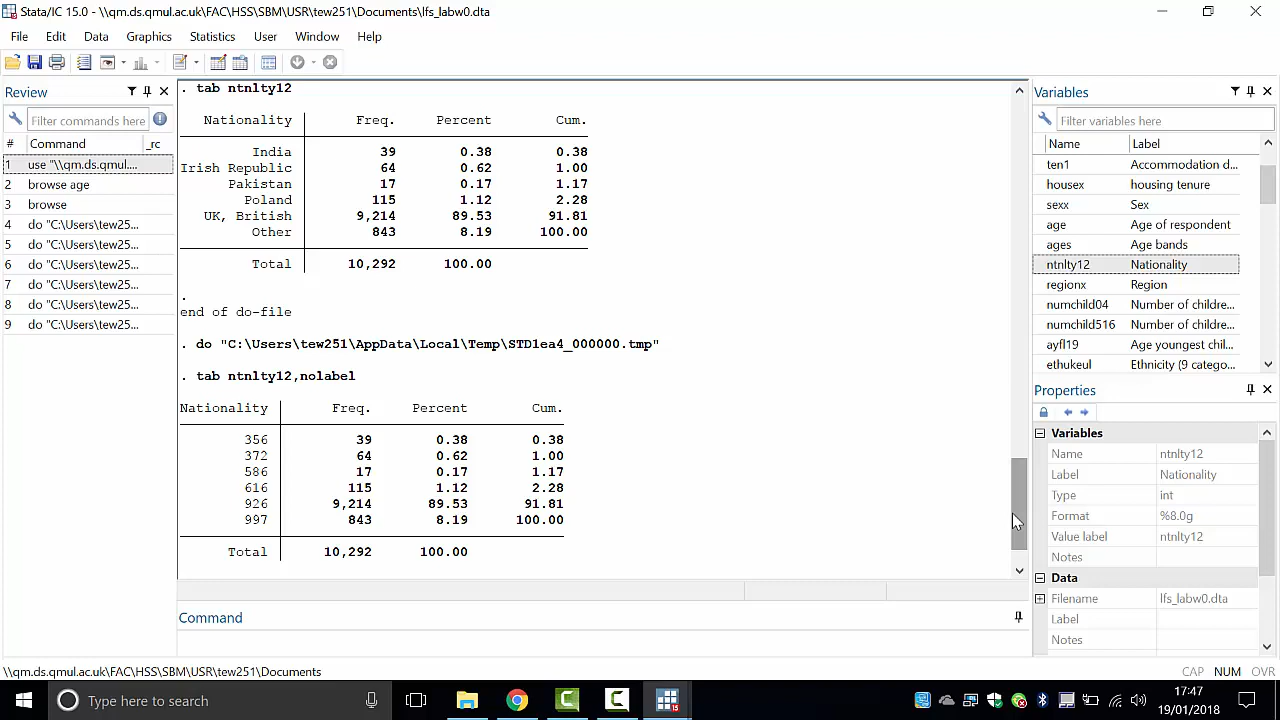 Stata/IC 15.0 - \\qm.ds.qmul.ac.uk\FAC\HSS\SBM\USR\tew251\Documents\lfs_labw0.dta
File Edit Data Graphics Statistics User Window Help
Review
Filter commands here
# Command _rc
1 use "\\qm.ds.qmul....
2 browse age
3 browse
4 do "C:\Users\tew25...
5 do "C:\Users\tew25...
6 do "C:\Users\tew25...
7 do "C:\Users\tew25...
8 do "C:\Users\tew25...
9 do "C:\Users\tew25...
. tab ntnlty12
Nationality Freq. Percent Cum.
India 39 0.38 0.38
Irish Republic 64 0.62 1.00
Pakistan 17 0.17 1.17
Poland 115 1.12 2.28
UK, British 9,214 89.53 91.81
Other 843 8.19 100.00
Total 10,292 100.00
.
end of do-file
. do "C:\Users\tew251\AppData\Local\Temp\STD1ea4_000000.tmp"
. tab ntnlty12,nolabel
Nationality Freq. Percent Cum.
356 39 0.38 0.38
372 64 0.62 1.00
586 17 0.17 1.17
616 115 1.12 2.28
926 9,214 89.53 91.81
997 843 8.19 100.00
Total 10,292 100.00
Command
Variables
Filter variables here
Name Label
ten1 Accommodation d...
housex housing tenure
sexx Sex
age Age of respondent
ages Age bands
ntnlty12 Nationality
regionx Region
numchild04 Number of childre...
numchild516 Number of childre...
ayfl19 Age youngest chil...
ethukeul Ethnicity (9 catego...
Properties
Variables
Name ntnlty12
Label Nationality
Type int
Format %8.0g
Value label ntnlty12
Notes
Data
Filename lfs_labw0.dta
Label
Notes
\\qm.ds.qmul.ac.uk\FAC\HSS\SBM\USR\tew251\Documents
CAP NUM OVR
Type here to search
17:47
19/01/2018